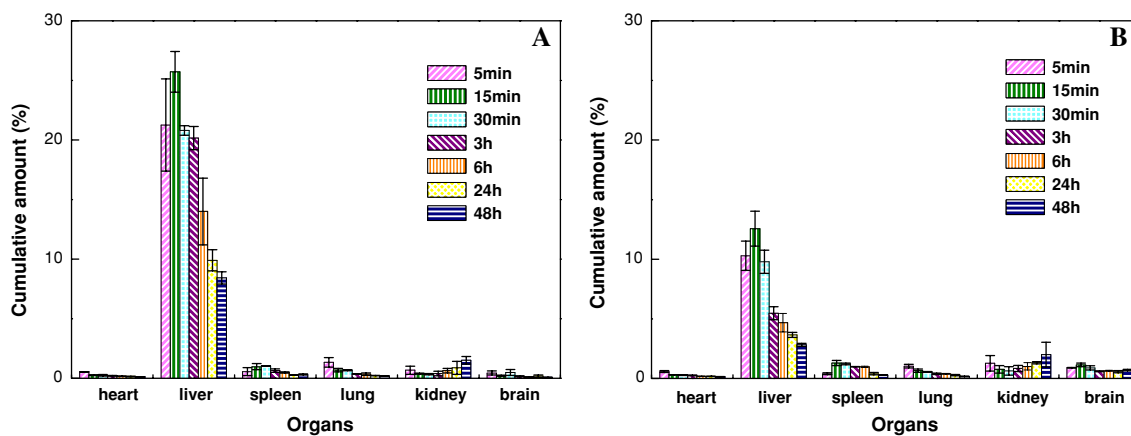 A
30
20
10
0
Cumulative amount (%)
5min
15min
30min
3h
6h
24h
48h
heart liver spleen lung kidney brain
Organs
B
30
20
10
0
Cumulative amount (%)
5min
15min
30min
3h
6h
24h
48h
heart liver spleen lung kidney brain
Organs